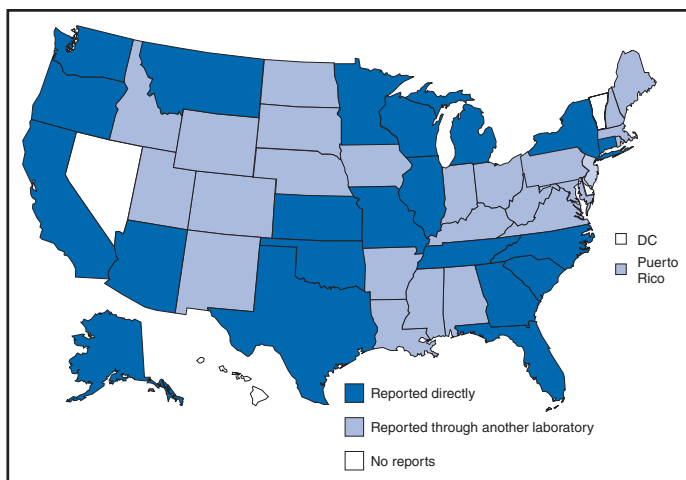 DC
Puerto
Rico
Reported directly
Reported through another laboratory
No reports